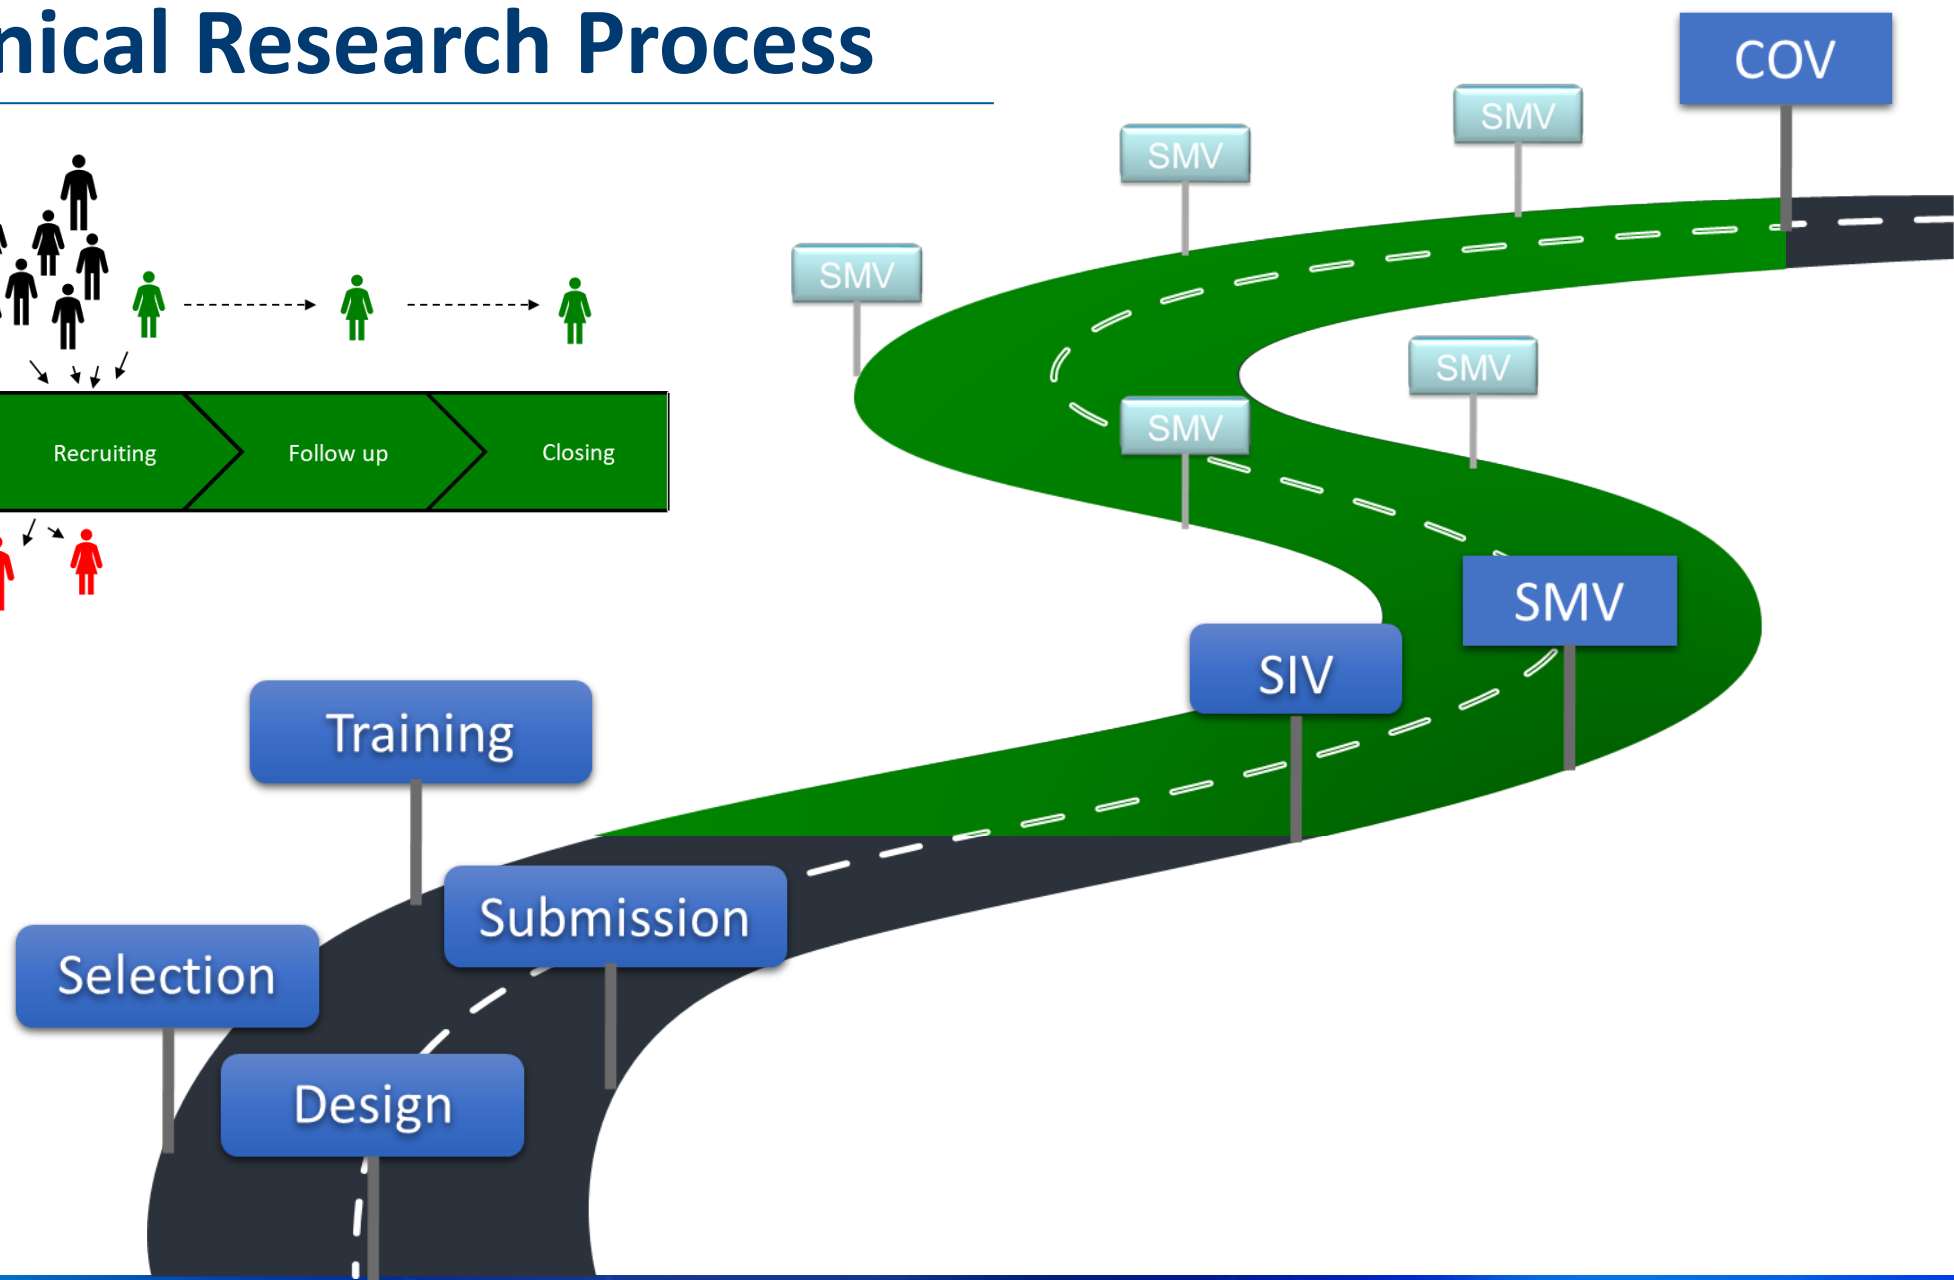 nical Research Process
COV
SMV
SMV
SMV
SMV
SMV
Recruiting
Follow up
Closing
SMV
SIV
Training
Submission
Selection
Design